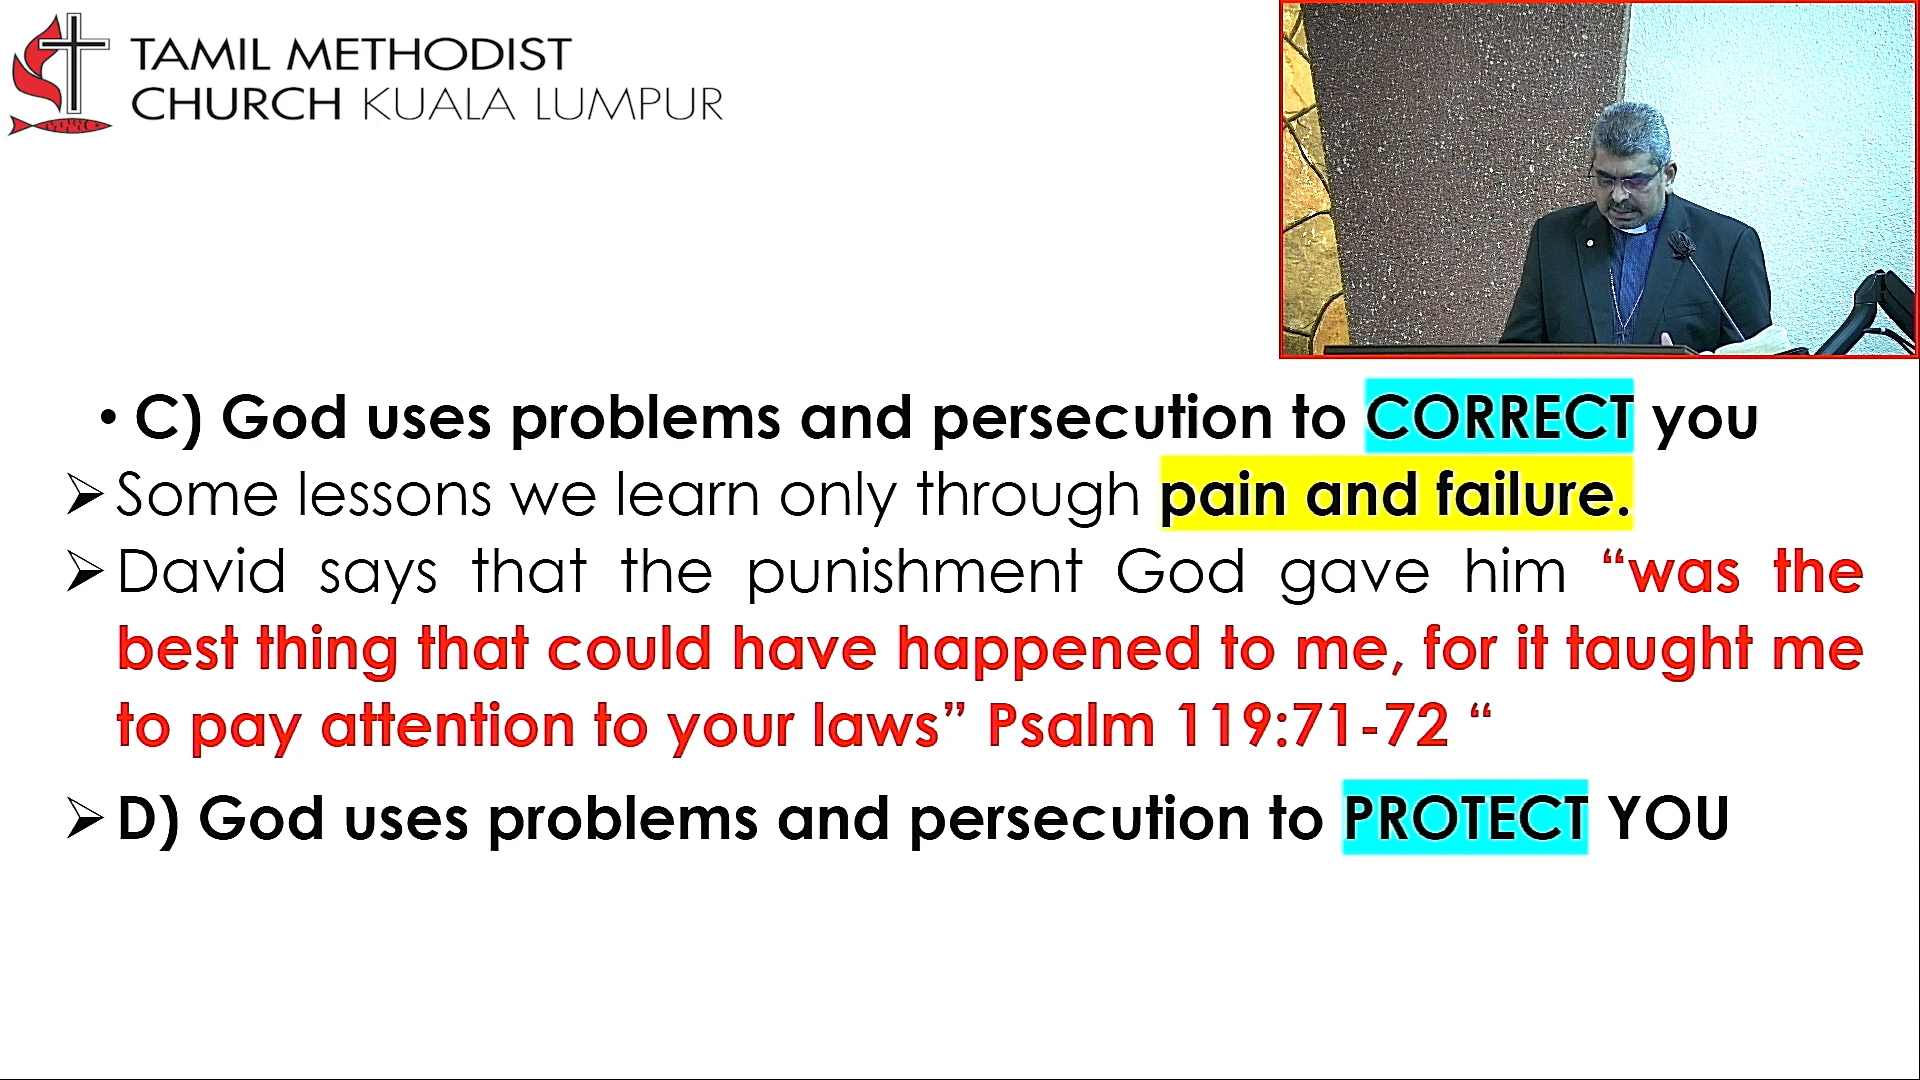 TAMIL METHODIST
CHURCH KUALA LUMPUR
• C) God uses problems and persecution to CORRECT you
➢ Some lessons we learn only through pain and failure.
➢ David says that the punishment God gave him “was the
best thing that could have happened to me, for it taught me
to pay attention to your laws” Psalm 119:71-72 “
➢ D) God uses problems and persecution to PROTECT YOU